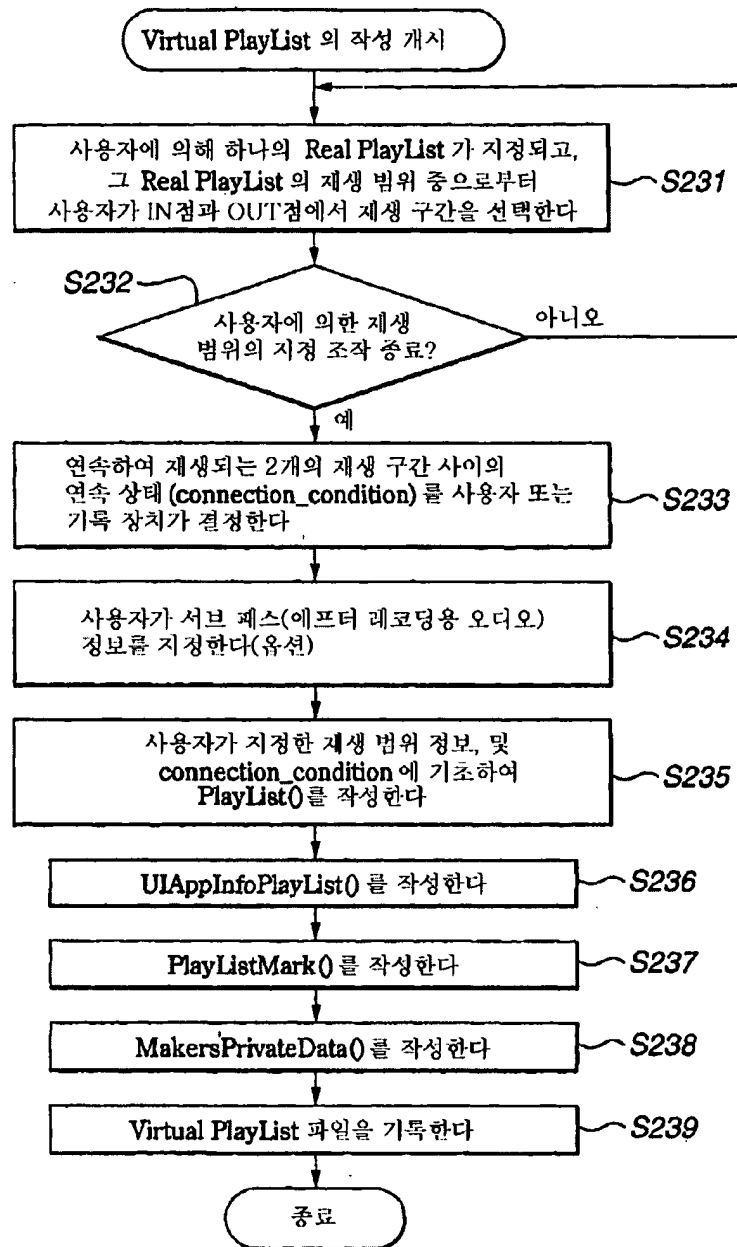 Virtual PlayList 의 작성 개시
사용자에 의해 하나의 Real PlayList 가 지정되고,
그 Real PlayList 의 재생 범위 중으로부터
사용자가 IN점과 OUT점에서 재생 구간을 선택한다
S231
S232
사용자에 의한 재생
범위의 지정 조작 종료?
아니오
예
연속하여 재생되는 2개의 재생 구간 사이의
연속 상태 (connection_condition) 를 사용자 또는
기록 장치가 결정한다
S233
사용자가 서브 패스(에프터 레코딩용 오디오)
정보를 지정한다(옵션)
S234
사용자가 지정한 재생 범위 정보, 및
connection_condition 에 기초하여
PlayList()를 작성한다
S235
UIAppInfoPlayList() 를 작성한다
S236
PlayListMark()를 작성한다
S237
MakersPrivateData()를 작성한다
S238
Virtual PlayList 파일을 기록한다
S239
종료